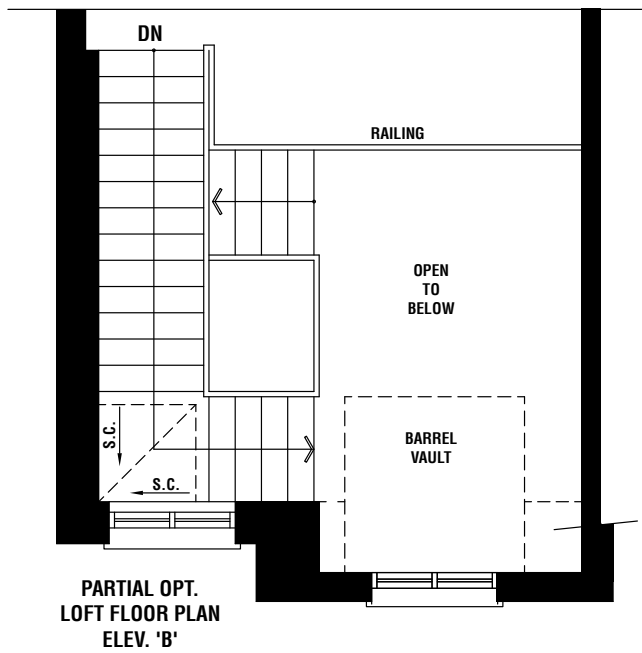 DN
RAILING
OPEN
TO
BELOW
BARREL
VAULT
S.C.
S.C.
PARTIAL OPT.
LOFT FLOOR PLAN
ELEV. 'B'